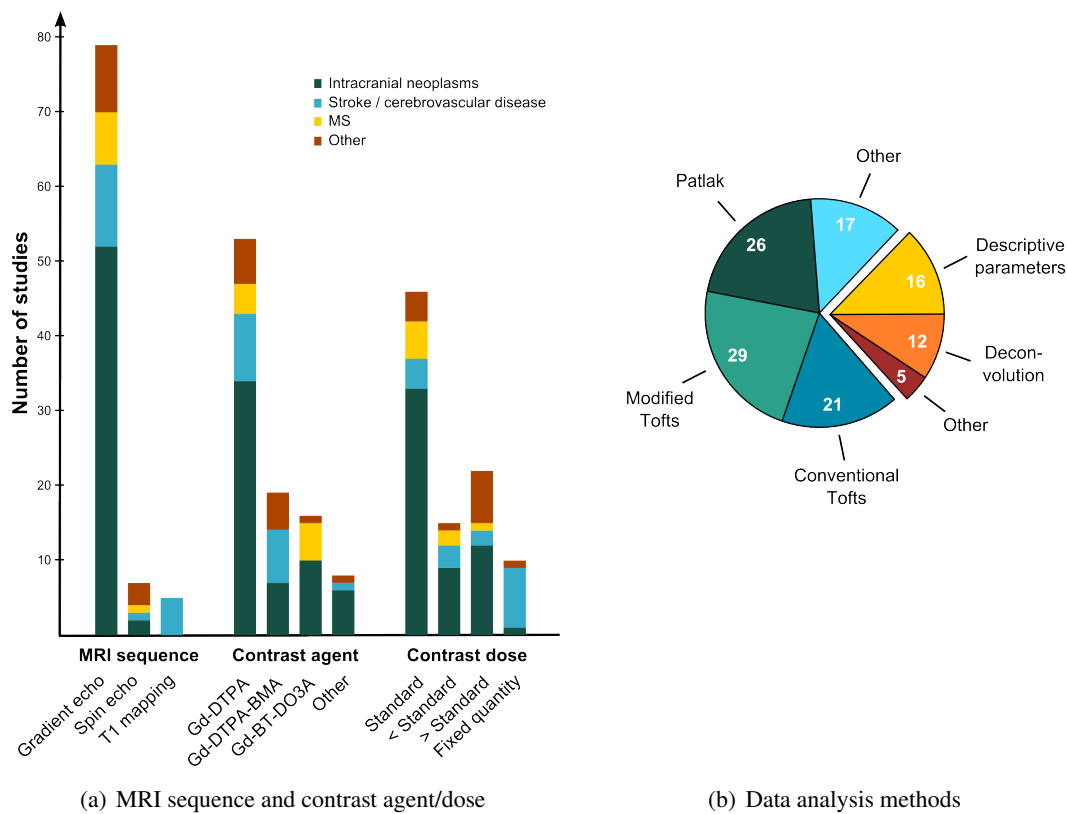 80
70
60
50
40
30
20
10
Number of studies
Intracranial neoplasms
Stroke / cerebrovascular disease
MS
Other
MRI sequence
Contrast agent
Contrast dose
Gradient echo
Spin echo
T1 mapping
Gd-DTPA
Gd-DTPA-BMA
Gd-BT-DO3A
Other
Standard
< Standard
> Standard
Fixed quantity
(a) MRI sequence and contrast agent/dose
Other
Patlak
17
26
Descriptive
parameters
16
12
Decon-
volution
29
5
Modified
Tofts
21
Other
Conventional
Tofts
(b) Data analysis methods